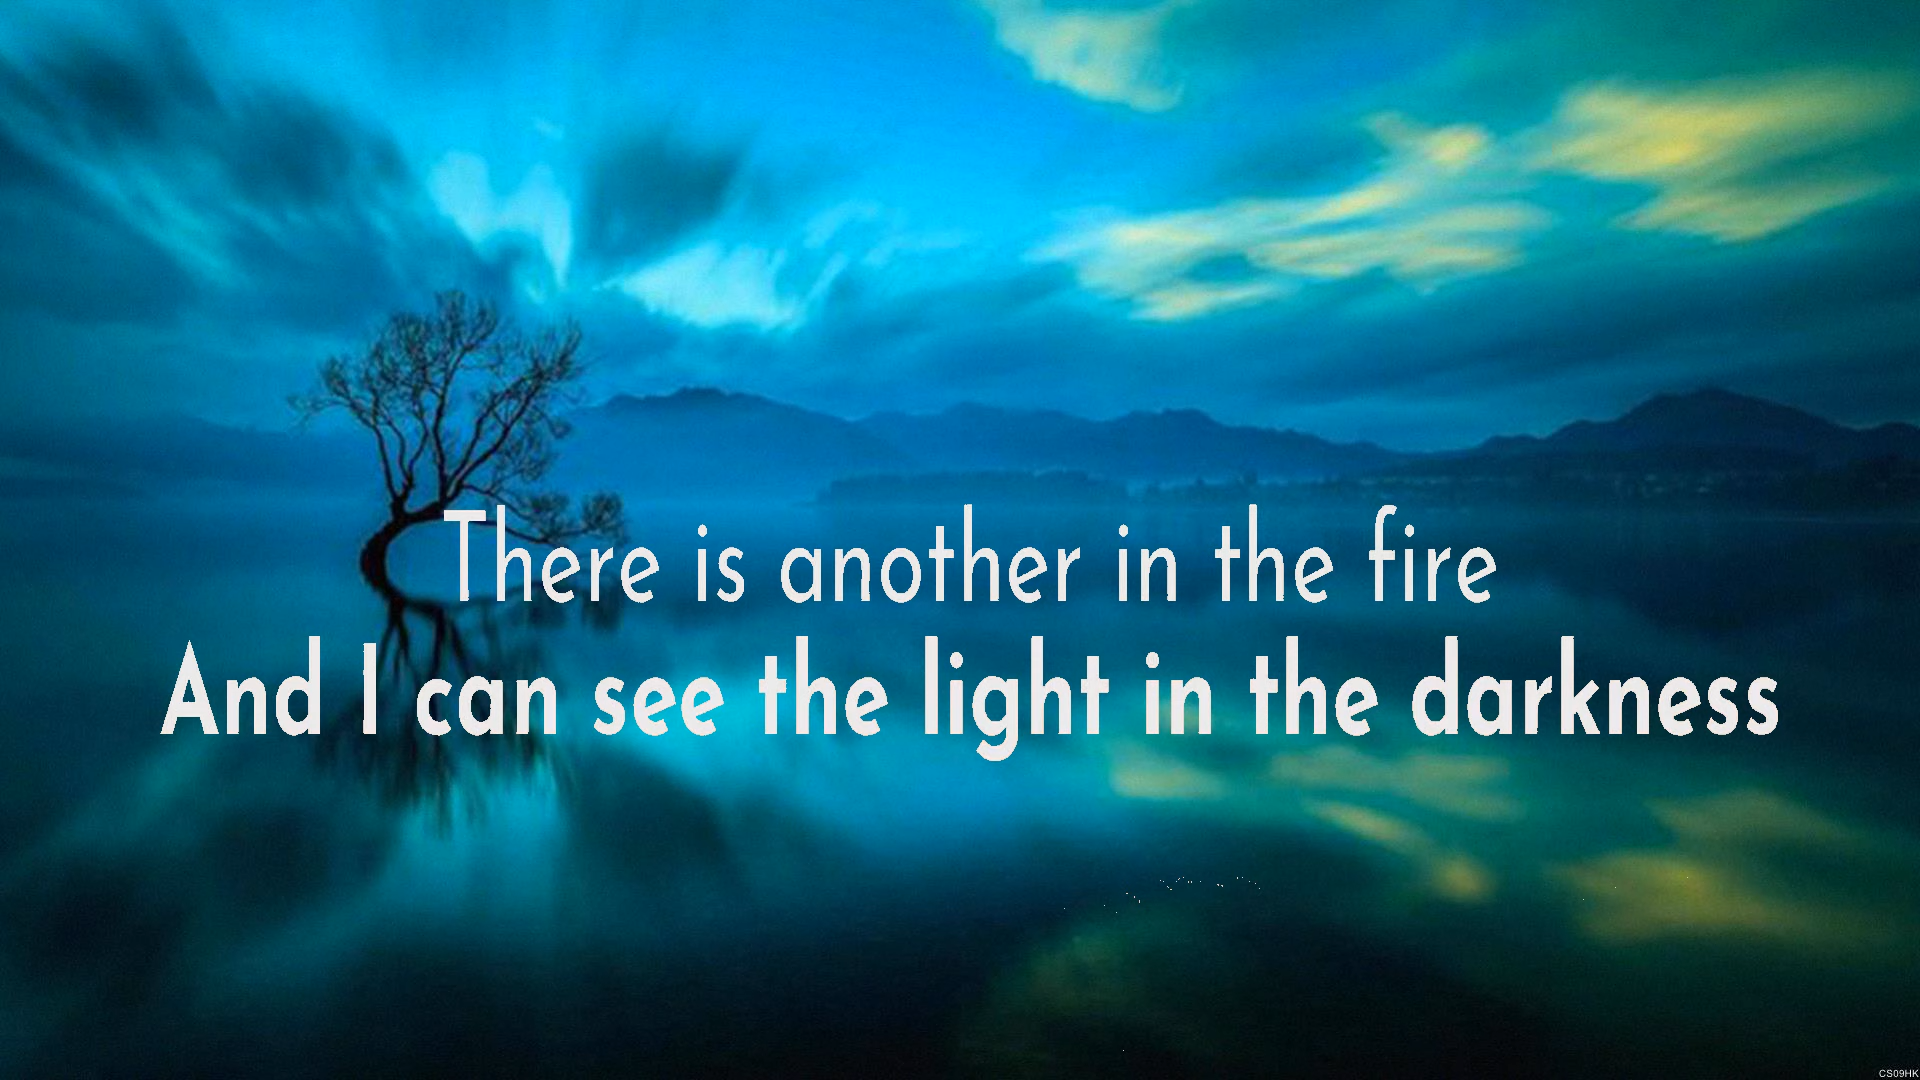 There is another in the fire
And I can see the light in the darkness
CS09HK